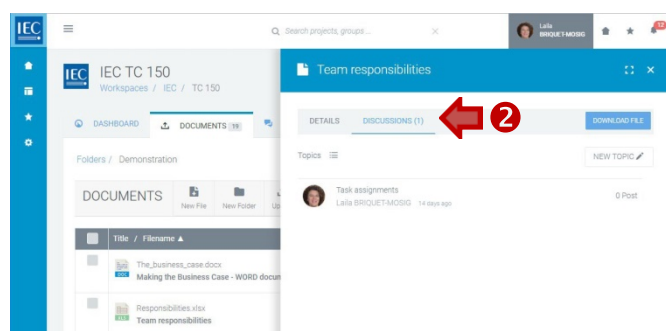 IEC
Search projects, groups...
Laila
BRIQUET-MOSIG
12
IEC
IEC TC 150
Workspaces / IEC / TC 150
DASHBOARD
DOCUMENTS 19
Folders / Demonstration
DOCUMENTS
New File
New Folder
Up
Title / Filename ▲
DOC
The_business_case.docx
Making the Business Case - WORD docum
XLS
Responsibilities.xlsx
Team responsibilities
Team responsibilities
DETAILS
DISCUSSIONS (1)
2
DOWNLOAD FILE
Topics
NEW TOPIC
Task assignments
Laila BRIQUET-MOSIG 14 days ago
0 Post